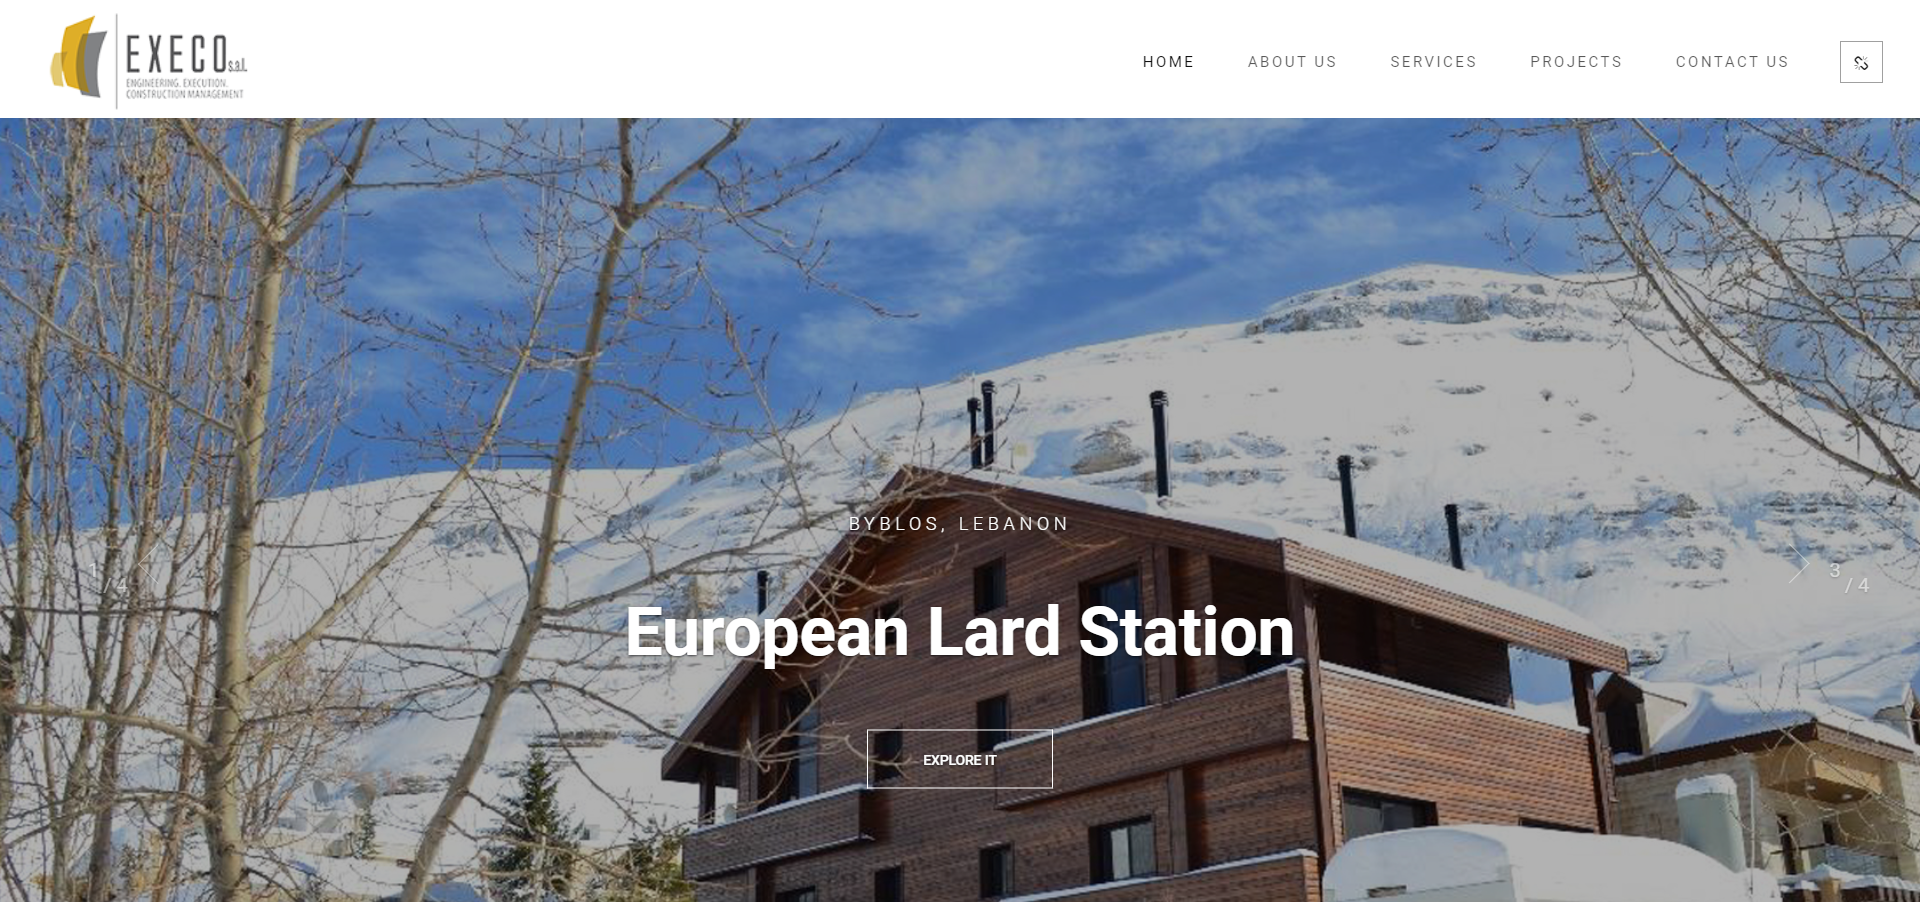 EXECO s.a.l.
ENGINEERING. EXECUTION.
CONSTRUCTION MANAGEMENT
HOME
ABOUT US
SERVICES
PROJECTS
CONTACT US
BYBLOS, LEBANON
1 / 4
3 / 4
European Lard Station
EXPLORE IT